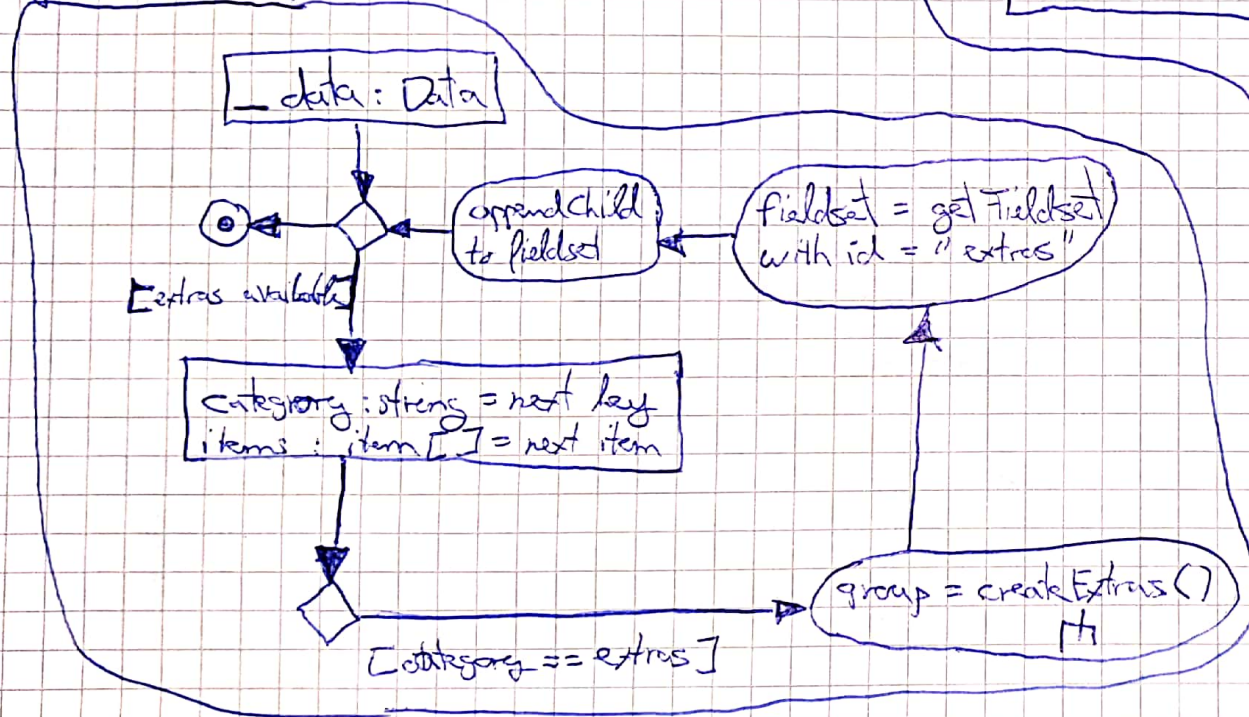 _data: Data
appendChild
to fieldset
fieldset = getFieldset
with id = "extras"
[extras available]
category: string = next key
items : item[] = next item
group = createExtras()
[category == extras]